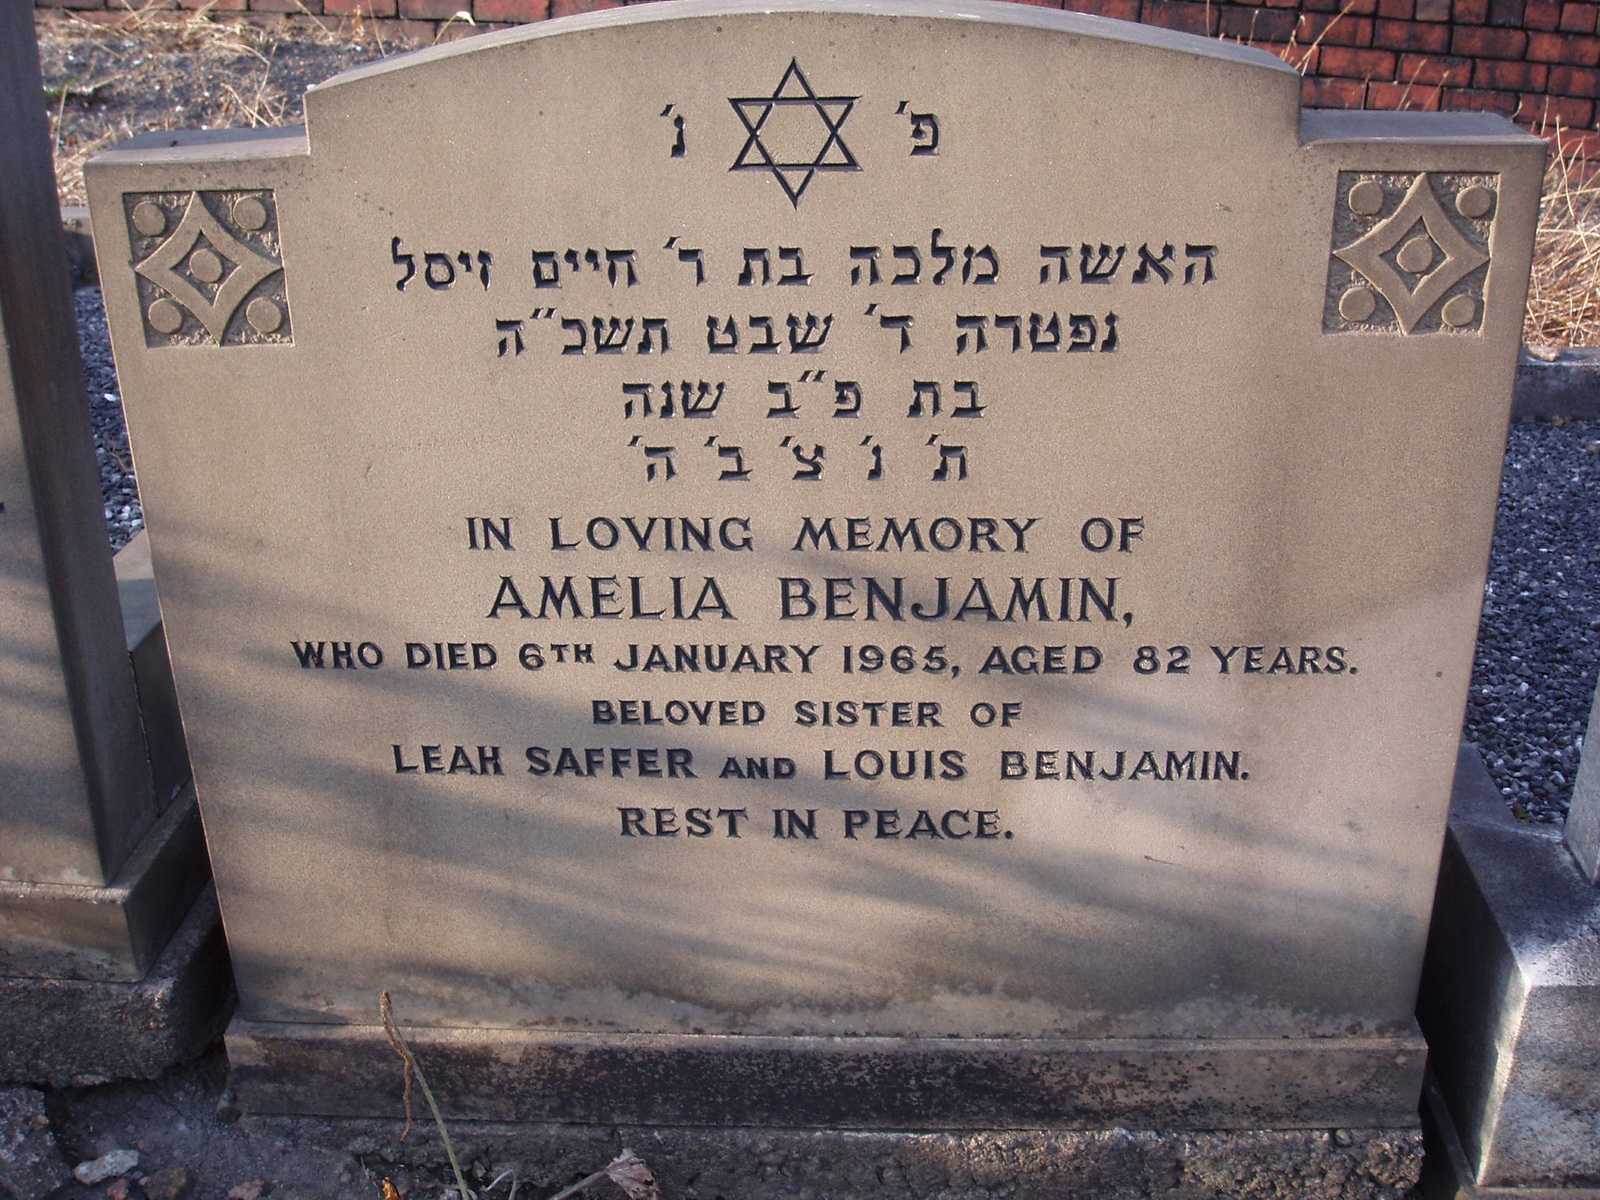 פ׳ נ׳
האשה מלכה בת ר׳ חיים זיסל
נפטרה ד׳ שבט תשכ״ה
בת פ״ב שנה
ת׳ נ׳ צ׳ ב׳ ה׳
IN LOVING MEMORY OF
AMELIA BENJAMIN,
WHO DIED 6TH JANUARY 1965, AGED 82 YEARS.
BELOVED SISTER OF
LEAH SAFFER AND LOUIS BENJAMIN.
REST IN PEACE.